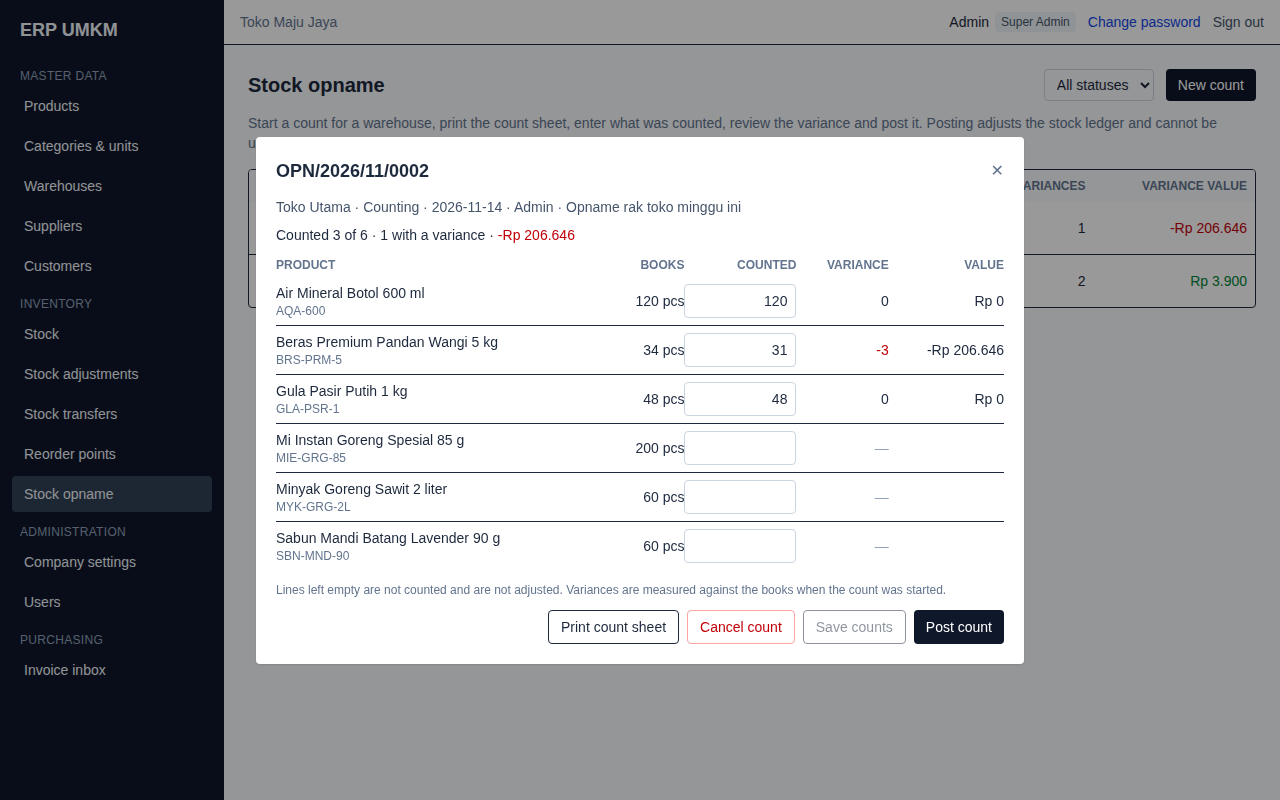 ERP UMKM
MASTER DATA
Products
Categories & units
Warehouses
Suppliers
Customers
INVENTORY
Stock
Stock adjustments
Stock transfers
Reorder points
Stock opname
ADMINISTRATION
Company settings
Users
PURCHASING
Invoice inbox
Toko Maju Jaya
Admin Super Admin Change password Sign out
Stock opname
All statuses New count
Start a count for a warehouse, print the count sheet, enter what was counted, review the variance and post it. Posting adjusts the stock ledger and cannot be
VARIANCE VALUE
1 -Rp 206.646
2 Rp 3.900
OPN/2026/11/0002 ×
Toko Utama · Counting · 2026-11-14 · Admin · Opname rak toko minggu ini
Counted 3 of 6 · 1 with a variance · -Rp 206.646
PRODUCT BOOKS COUNTED VARIANCE VALUE
Air Mineral Botol 600 ml 120 pcs 120 0 Rp 0
AQA-600
Beras Premium Pandan Wangi 5 kg 34 pcs 31 -3 -Rp 206.646
BRS-PRM-5
Gula Pasir Putih 1 kg 48 pcs 48 0 Rp 0
GLA-PSR-1
Mi Instan Goreng Spesial 85 g 200 pcs —
MIE-GRG-85
Minyak Goreng Sawit 2 liter 60 pcs —
MYK-GRG-2L
Sabun Mandi Batang Lavender 90 g 60 pcs —
SBN-MND-90
Lines left empty are not counted and are not adjusted. Variances are measured against the books when the count was started.
Print count sheet Cancel count Save counts Post count